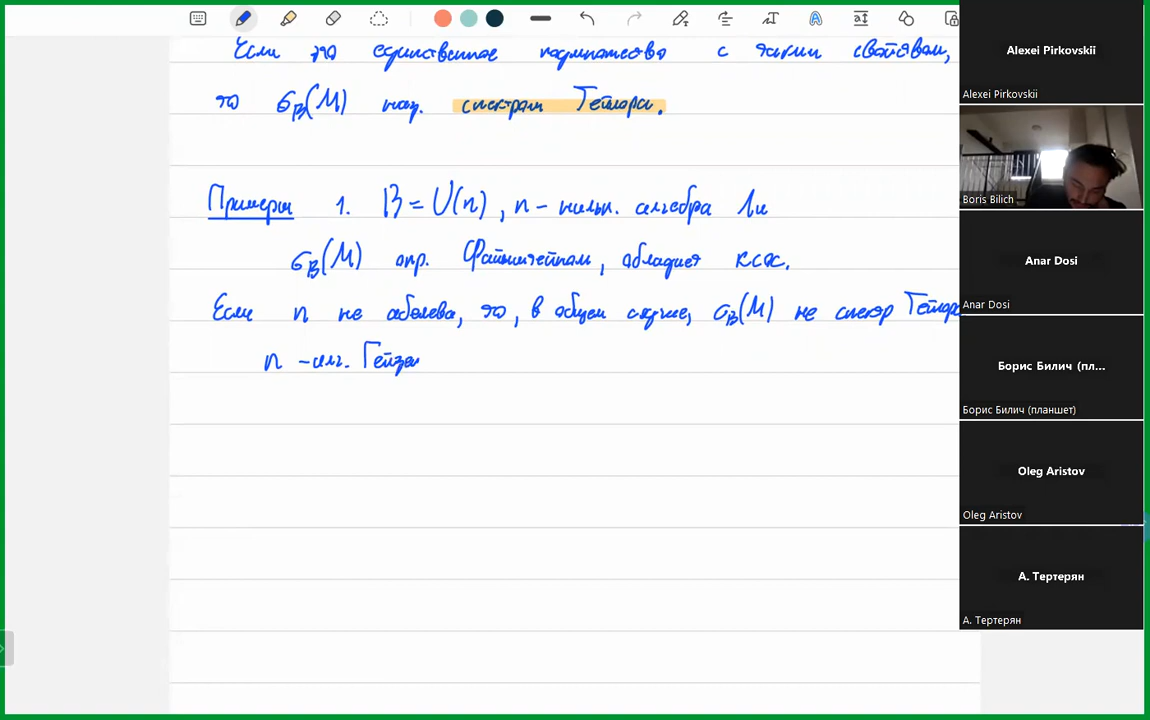 Если это единственное подмножество с такими свойствам,
то σ_B(M) наз. спектром Тейлора.
Примеры 1. B = U(n), n - нильп. алгебра Ли
σ_B(M) опр. Файнштейном, обладает
Если n не абелева, то, в общем случае, σ_B(M) не спектр Тейлора
n - алг. Гейзен
Alexei Pirkovskii
Alexei Pirkovskii
Boris Bilich
Anar Dosi
Anar Dosi
Борис Билич (пл...
Борис Билич (планшет)
Oleg Aristov
Oleg Aristov
А. Тертерян
А. Тертерян